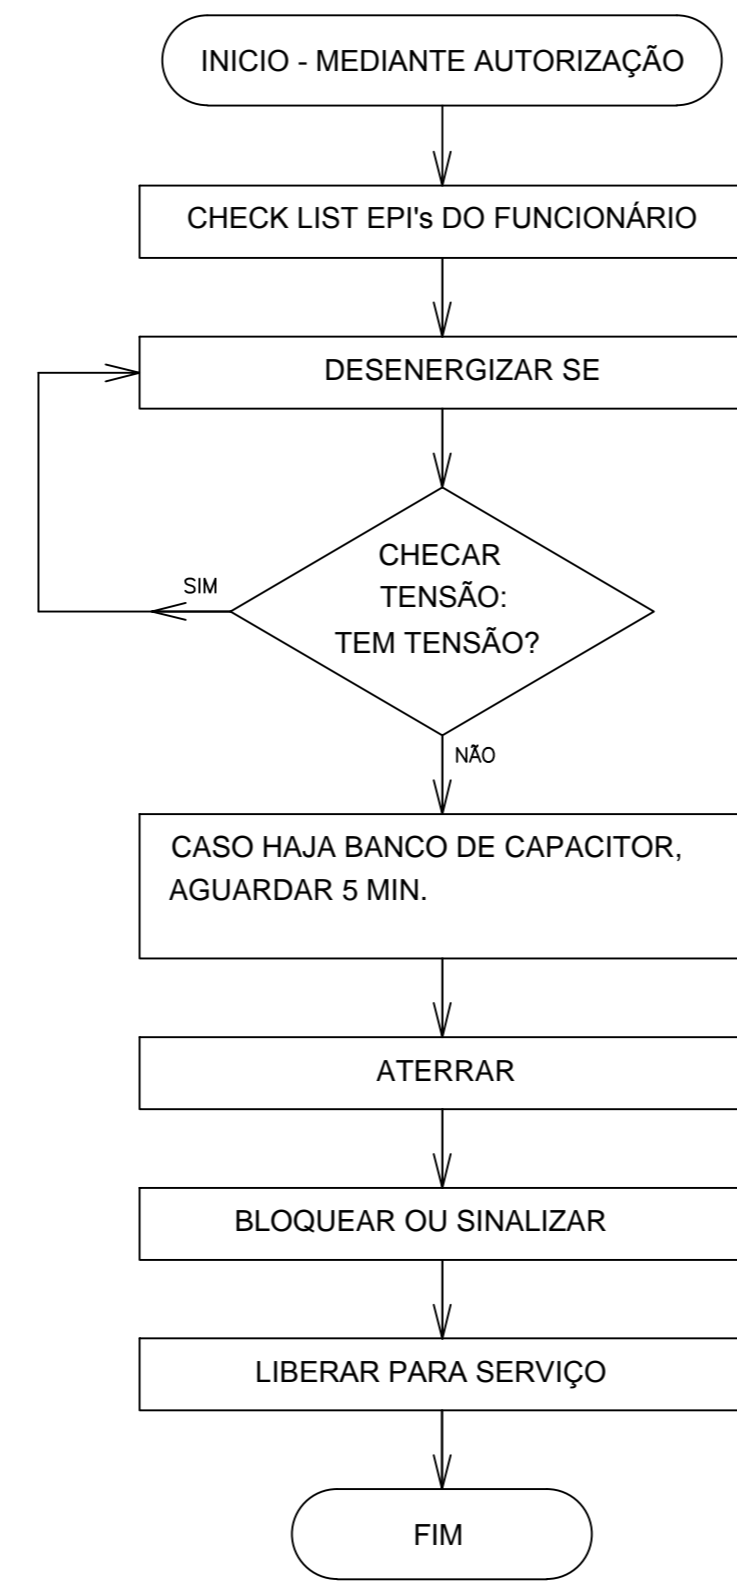 INICIO - MEDIANTE AUTORIZAÇÃO
CHECK LIST EPI's DO FUNCIONÁRIO
DESENERGIZAR SE
CHECAR
TENSÃO:
TEM TENSÃO?
SIM
NÃO
CASO HAJA BANCO DE CAPACITOR,
AGUARDAR 5 MIN.
ATERRAR
BLOQUEAR OU SINALIZAR
LIBERAR PARA SERVIÇO
FIM